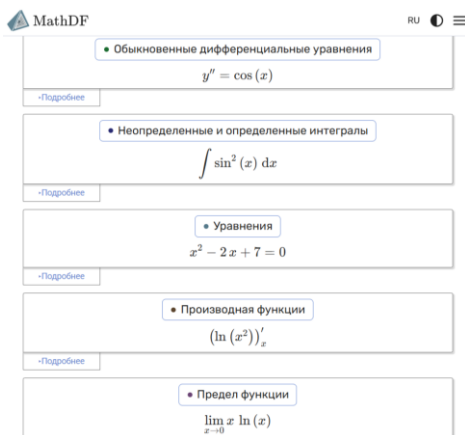 MathDF
RU
• Обыкновенные дифференциальные уравнения
y″ = cos (x)
+Подробнее
• Неопределенные и определенные интегралы
∫ sin² (x) dx
+Подробнее
• Уравнения
x² − 2 x + 7 = 0
+Подробнее
• Производная функции
(ln (x²))′ₓ
+Подробнее
• Предел функции
lim x ln (x)
x→0